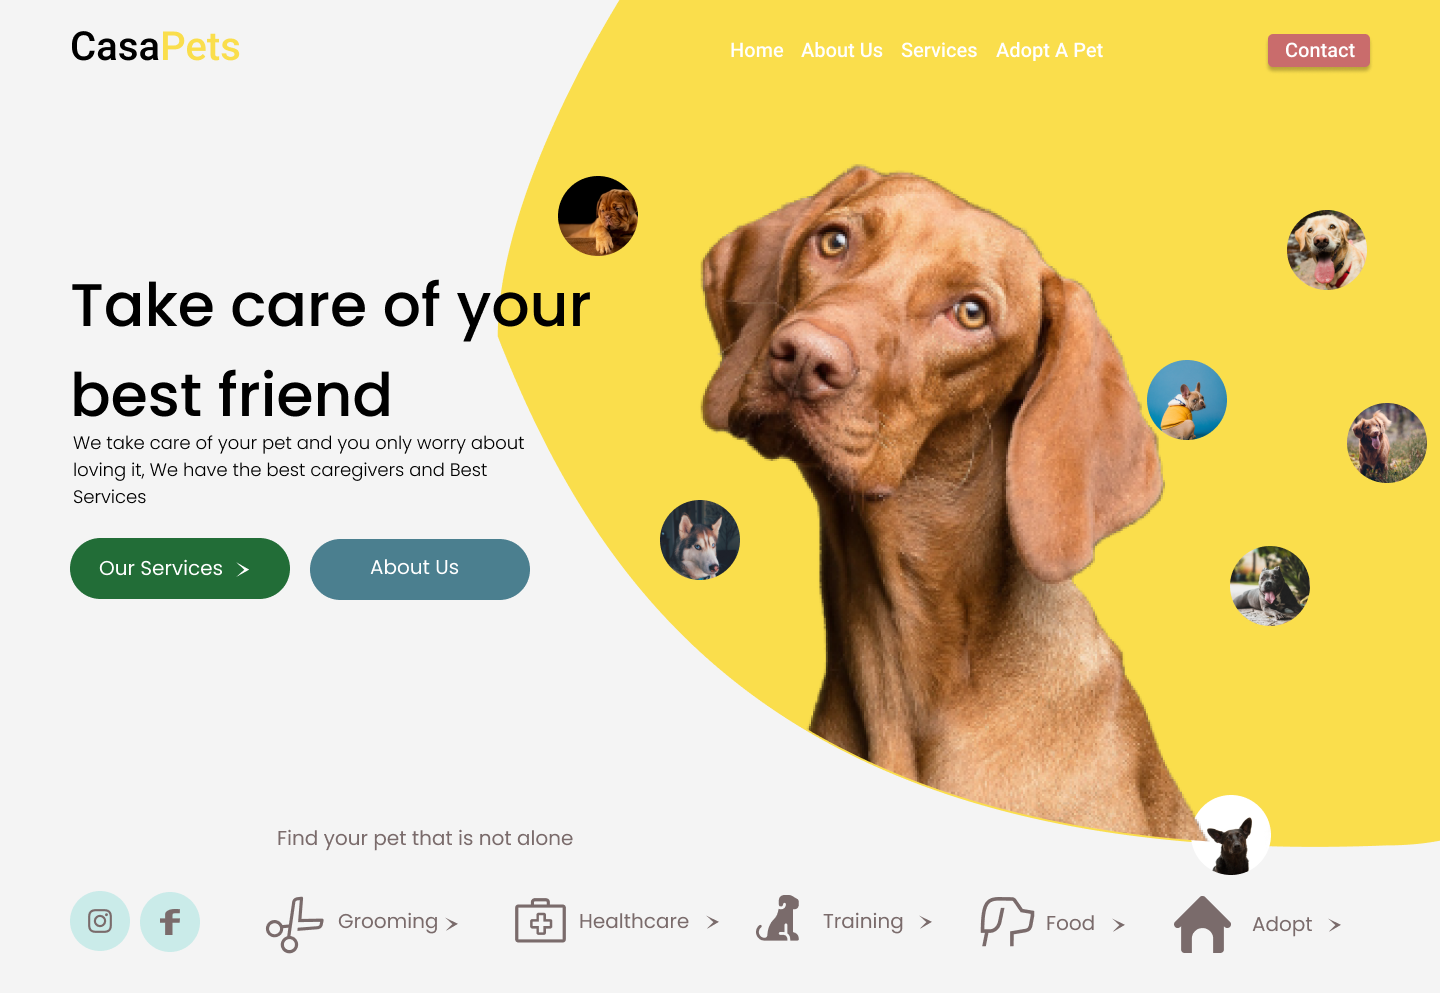 CasaPets
Home About Us Services Adopt A Pet
Contact
Take care of your
best friend
We take care of your pet and you only worry about
loving it, We have the best caregivers and Best
Services
Our Services
About Us
Find your pet that is not alone
Grooming
Healthcare
Training
Food
Adopt